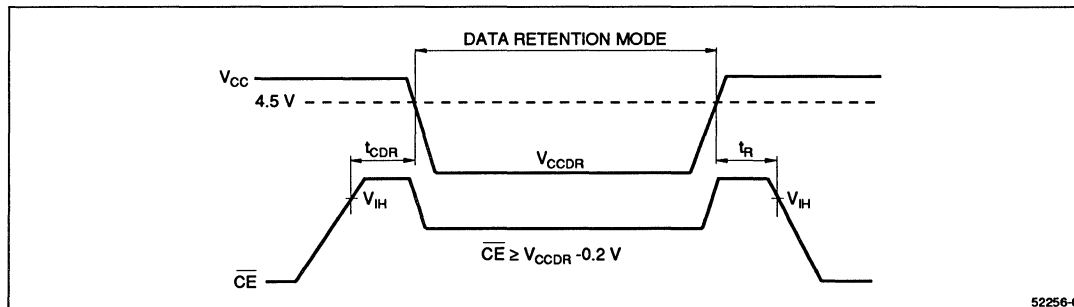 DATA RETENTION MODE
VCC
4.5 V
tCDR
VCCDR
tR
VIH
VIH
CE ≥ VCCDR -0.2 V
CE